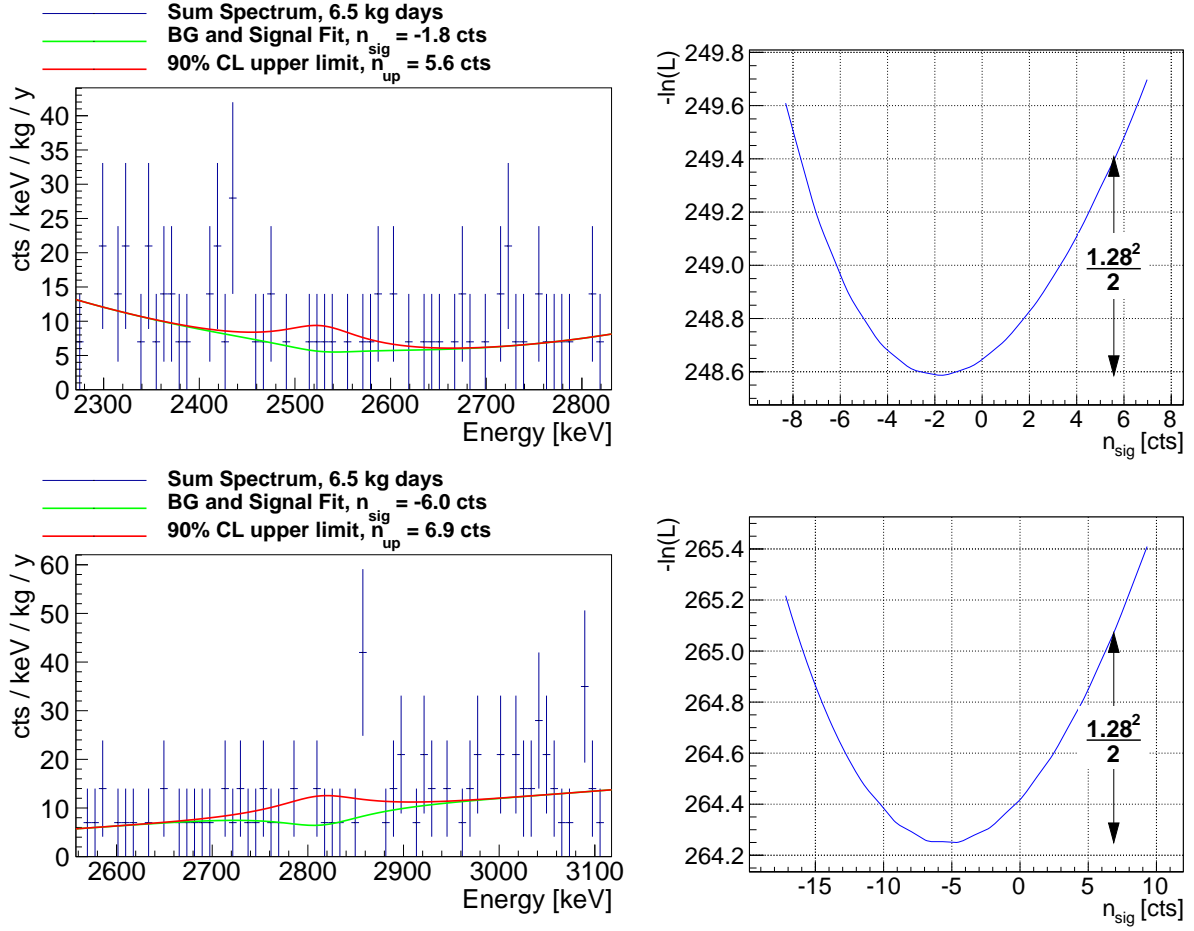 Sum Spectrum, 6.5 kg days
BG and Signal Fit, n_sig = -1.8 cts
90% CL upper limit, n_up = 5.6 cts
cts / keV / kg / y
40
35
30
25
20
15
10
5
0
2300 2400 2500 2600 2700 2800
Energy [keV]
-ln(L)
249.8
249.6
249.4
249.2
249.0
248.8
248.6
1.28²
2
-8 -6 -4 -2 0 2 4 6 8
n_sig [cts]
Sum Spectrum, 6.5 kg days
BG and Signal Fit, n_sig = -6.0 cts
90% CL upper limit, n_up = 6.9 cts
cts / keV / kg / y
60
50
40
30
20
10
0
2600 2700 2800 2900 3000 3100
Energy [keV]
-ln(L)
265.4
265.2
265.0
264.8
264.6
264.4
264.2
1.28²
2
-15 -10 -5 0 5 10
n_sig [cts]